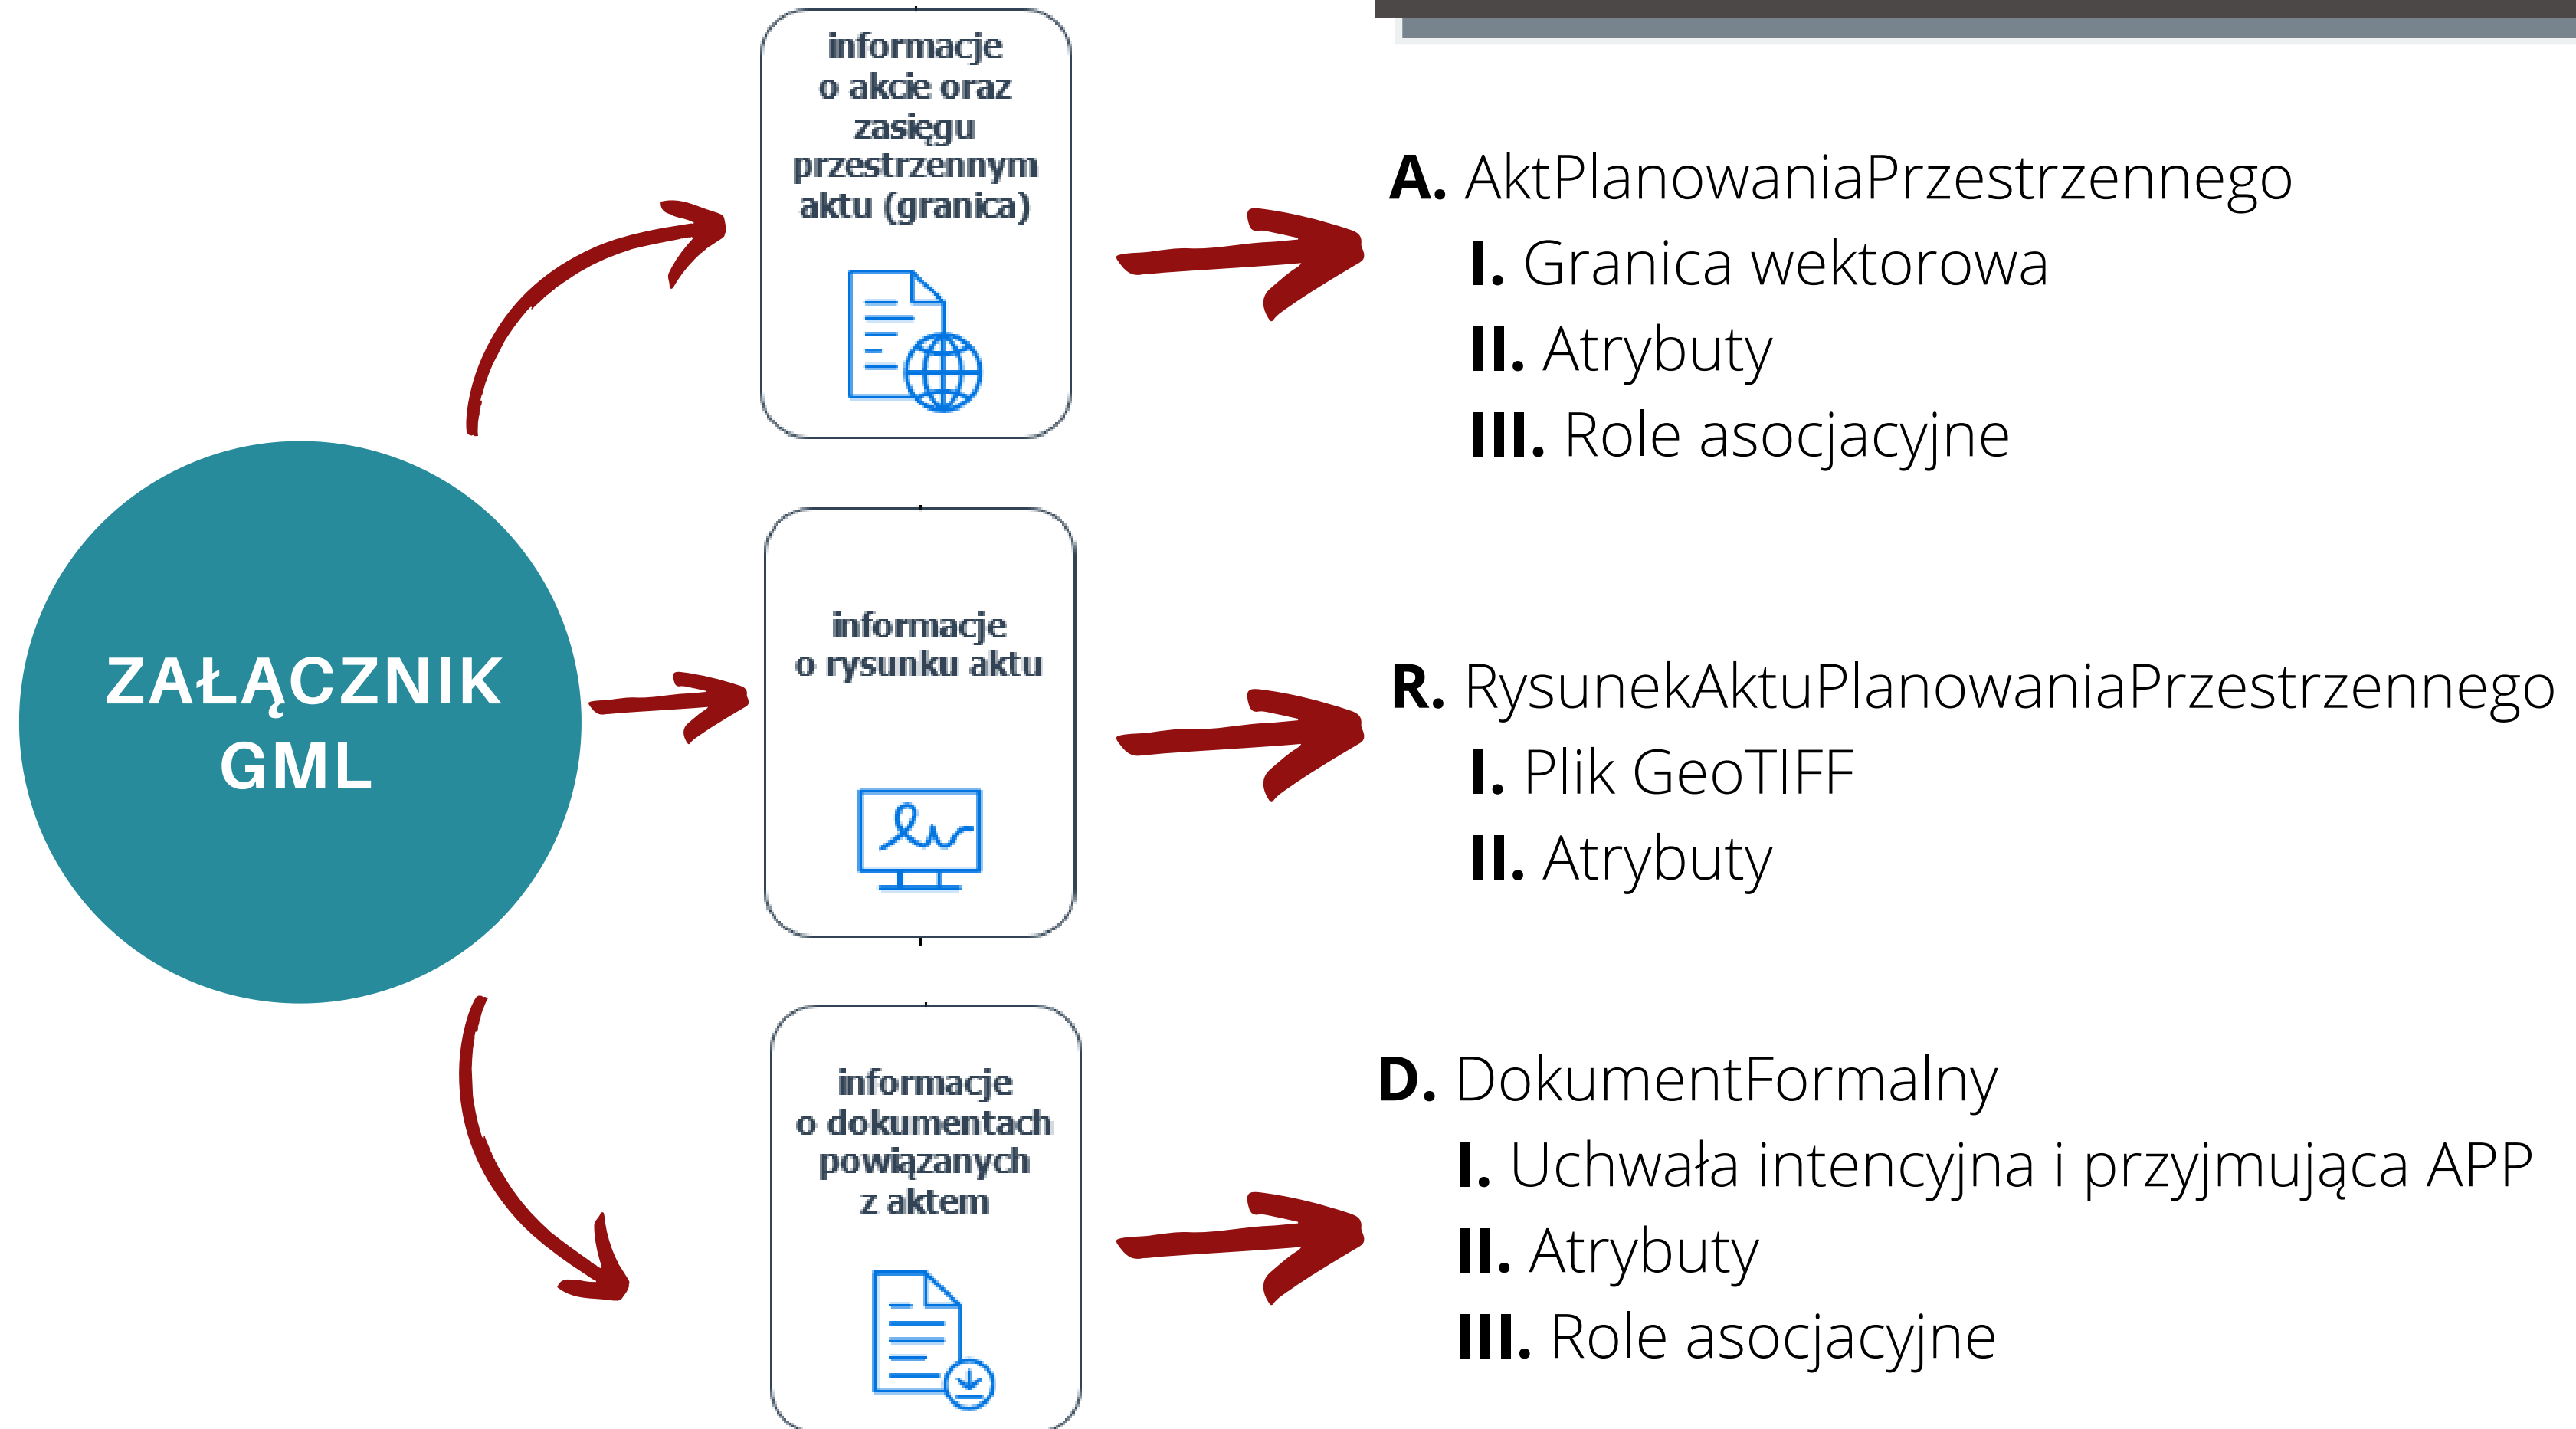 ZAŁĄCZNIK
GML
informacje
o akcie oraz
zasięgu
przestrzennym
aktu (granica)
A. AktPlanowaniaPrzestrzennego
I. Granica wektorowa
II. Atrybuty
III. Role asocjacyjne
informacje
o rysunku aktu
R. RysunekAktuPlanowaniaPrzestrzennego
I. Plik GeoTIFF
II. Atrybuty
informacje
o dokumentach
powiązanych
z aktem
D. DokumentFormalny
I. Uchwała intencyjna i przyjmująca APP
II. Atrybuty
III. Role asocjacyjne